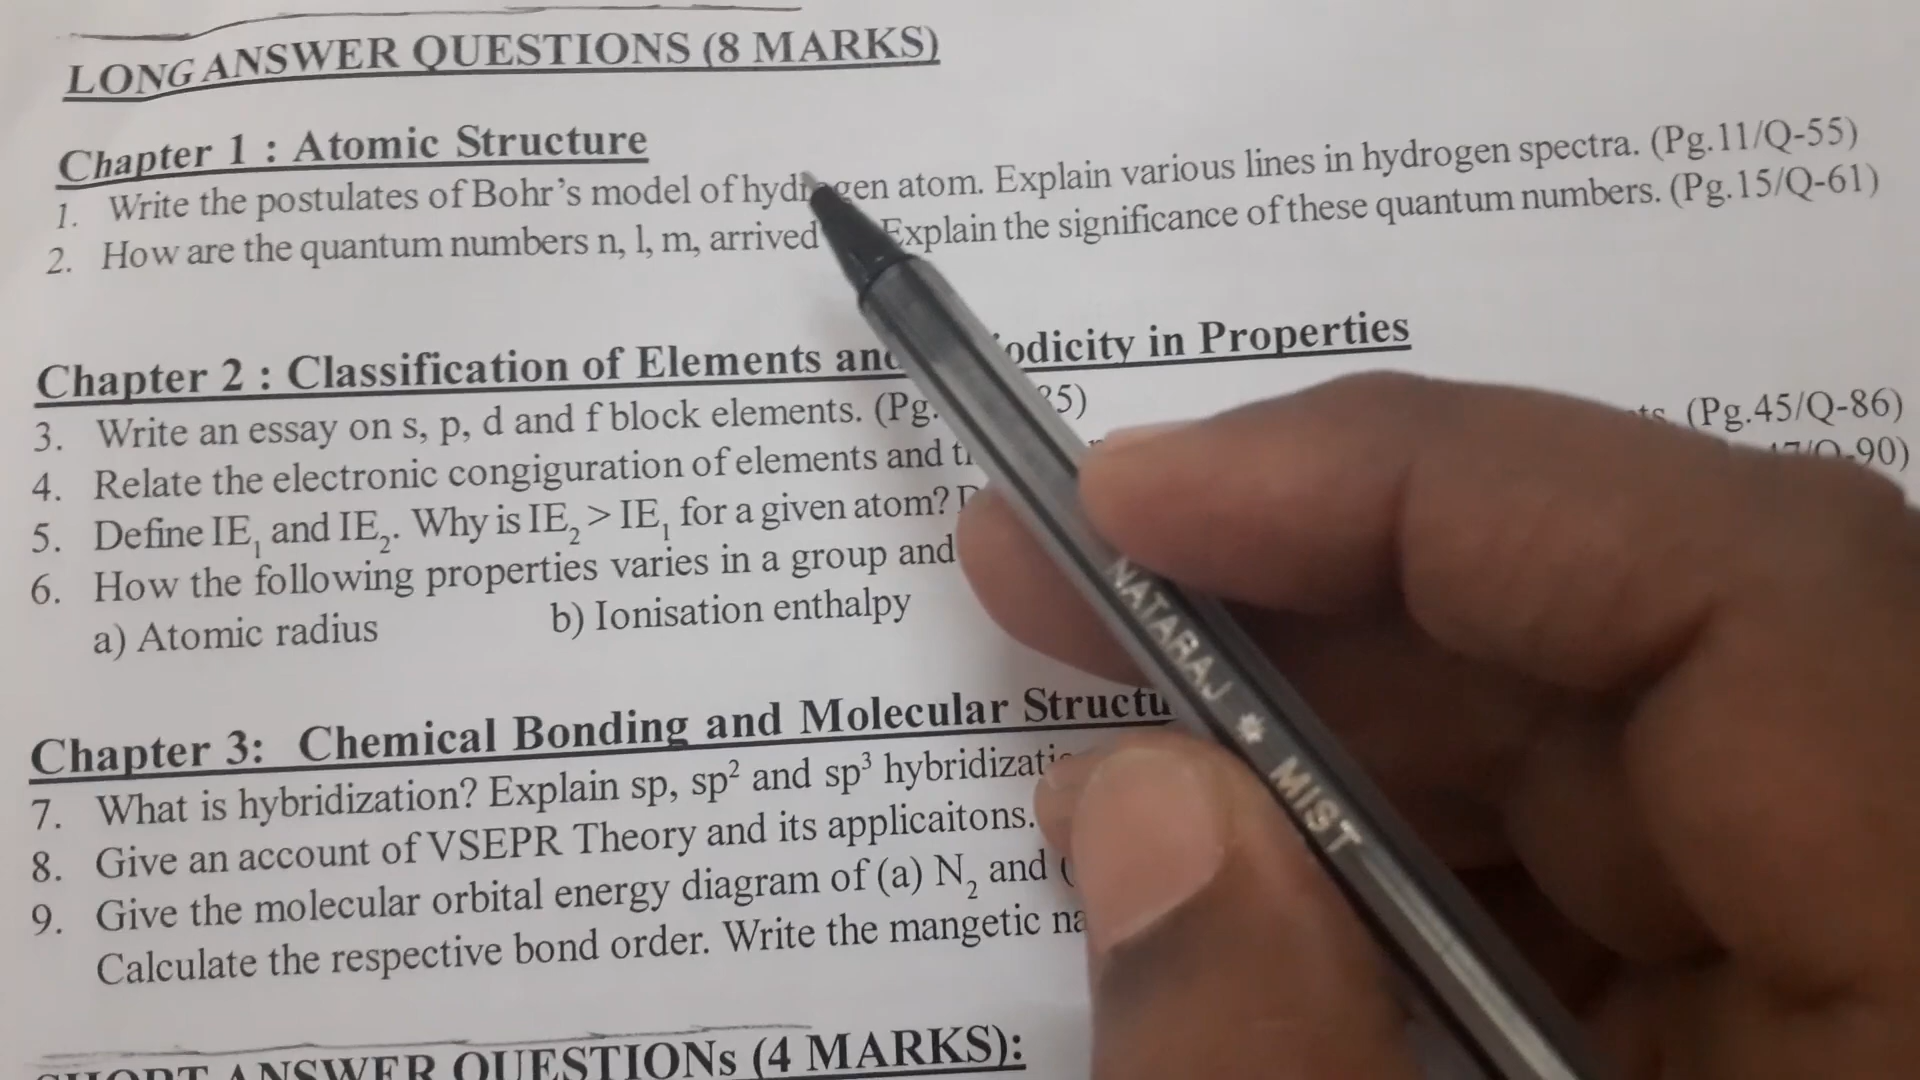 LONG ANSWER QUESTIONS (8 MARKS)
Chapter 1 : Atomic Structure
1. Write the postulates of Bohr's model of hydrogen atom. Explain various lines in hydrogen spectra. (Pg.11/Q-55)
2. How are the quantum numbers n, l, m, arrived Explain the significance of these quantum numbers. (Pg.15/Q-61)
Chapter 2 : Classification of Elements and in Properties
3. Write an essay on s, p, d and f block elements. (Pg.
4. Relate the electronic congiguration of elements and (Pg.45/Q-86)
5. Define IE₁ and IE₂. Why is IE₂ > IE₁ for a given atom? /Q-90)
6. How the following properties varies in a group and
a) Atomic radius b) Ionisation enthalpy
Chapter 3: Chemical Bonding and Molecular
7. What is hybridization? Explain sp, sp² and sp³
8. Give an account of VSEPR Theory and its applicaitons.
9. Give the molecular orbital energy diagram of (a) N₂ and (
Calculate the respective bond order. Write the mangetic
SHORT ANSWER QUESTIONs (4 MARKS):
NATARAJ * MIST